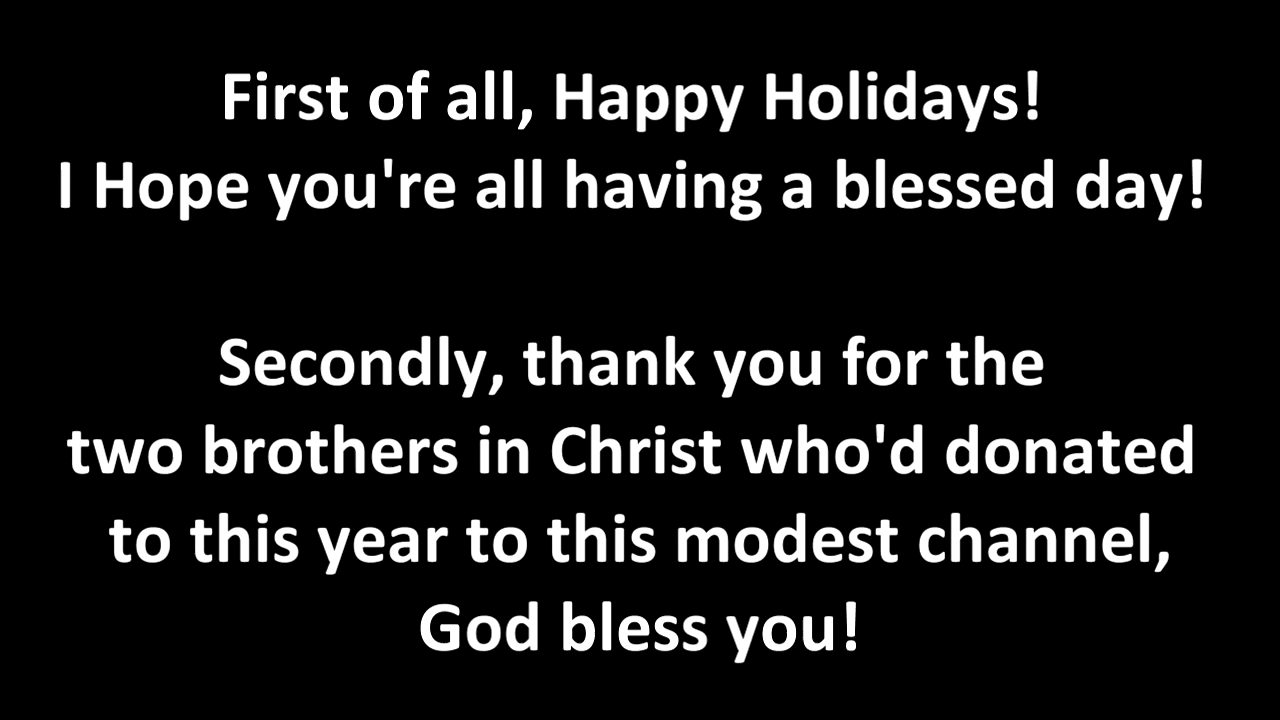 First of all, Happy Holidays!
I Hope you're all having a blessed day!
Secondly, thank you for the
two brothers in Christ who'd donated
to this year to this modest channel,
God bless you!